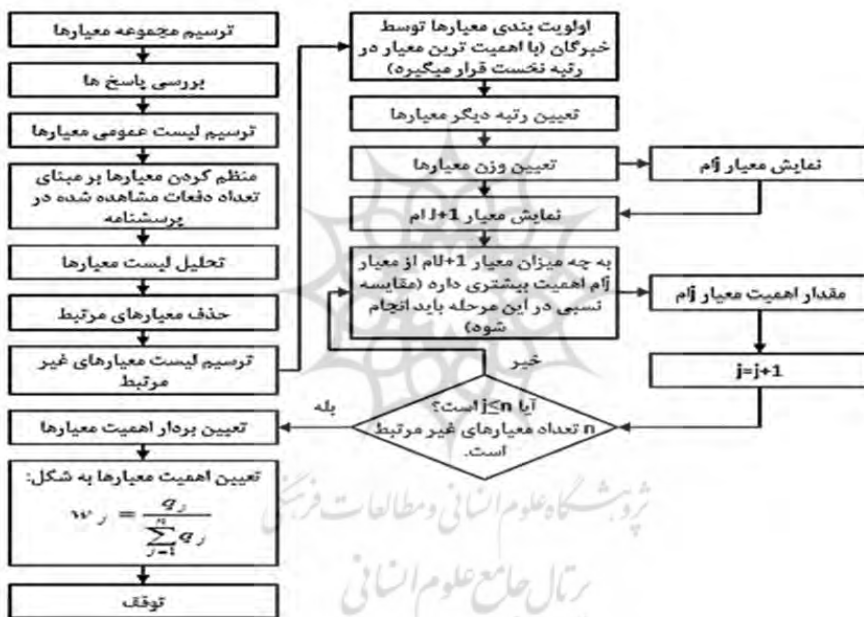 ترسیم مجموعه معیارها
بررسی پاسخ ها
ترسیم لیست عمومی معیارها
منظم کردن معیارها بر مبنای
تعداد دفعات مشاهده شده در
پرسشنامه
تحلیل لیست معیارها
حذف معیارهای مرتبط
ترسیم لیست معیارهای غیر
مرتبط
اولویت بندی معیارها توسط
خبرگان (با اهمیت ترین معیار در
رتبه نخست قرار میگیره)
تعیین رتبه دیگر معیارها
تعیین وزن معیارها
نمایش معیار jام
نمایش معیار J+1 ام
به چه میزان معیار J+1ام از معیار
jام اهمیت بیشتری داره (مقایسه
نسبی در این مرحله باید انجام
شوه)
مقدار اهمیت معیار jام
j=j+1
خیر
آیا j≤n است؟
n تعداد معیارهای غیر مرتبط
است.
بله
تعیین بردار اهمیت معیارها
تعیین اهمیت معیارها به شکل:
w j = q j / n∑j=1 q j
توقف
پژوهشگاه علوم انسانی و مطالعات فرهنگی
پرتال جامع علوم انسانی